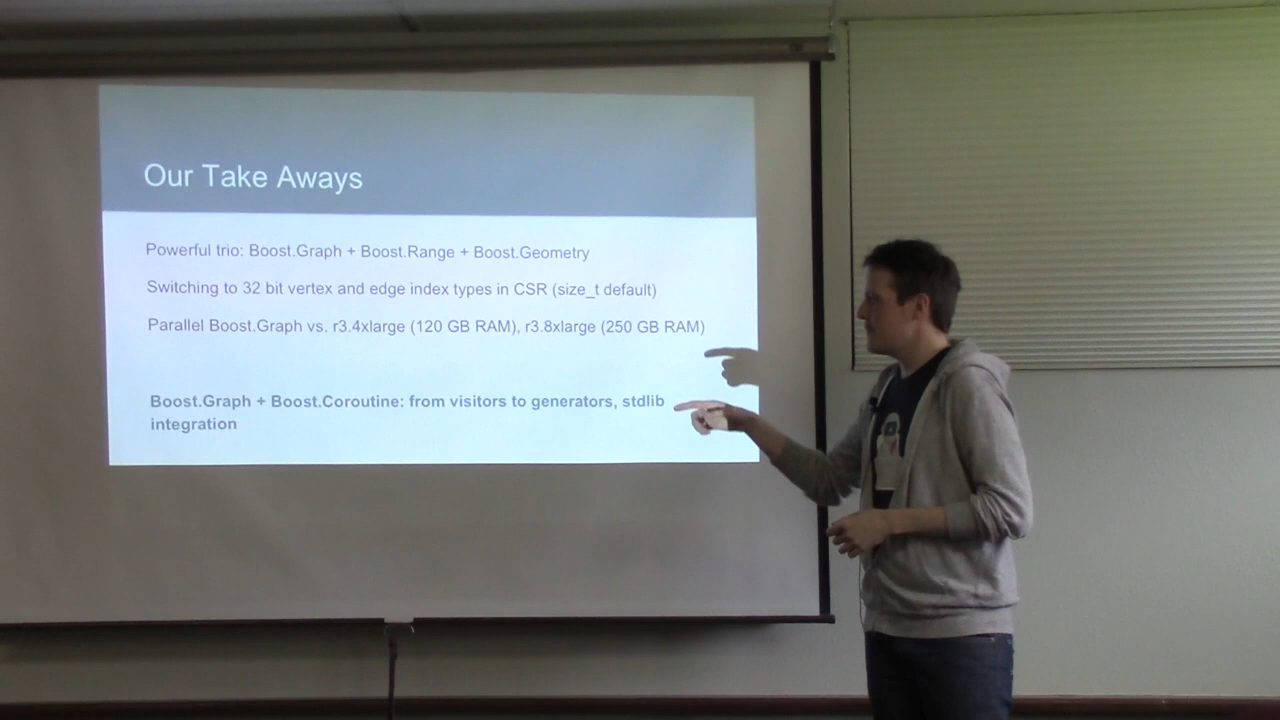 Our Take Aways
Powerful trio: Boost.Graph + Boost.Range + Boost.Geometry
Switching to 32 bit vertex and edge index types in CSR (size_t default)
Parallel Boost.Graph vs. r3.4xlarge (120 GB RAM), r3.8xlarge (250 GB RAM)
Boost.Graph + Boost.Coroutine: from visitors to generators, stdlib
integration